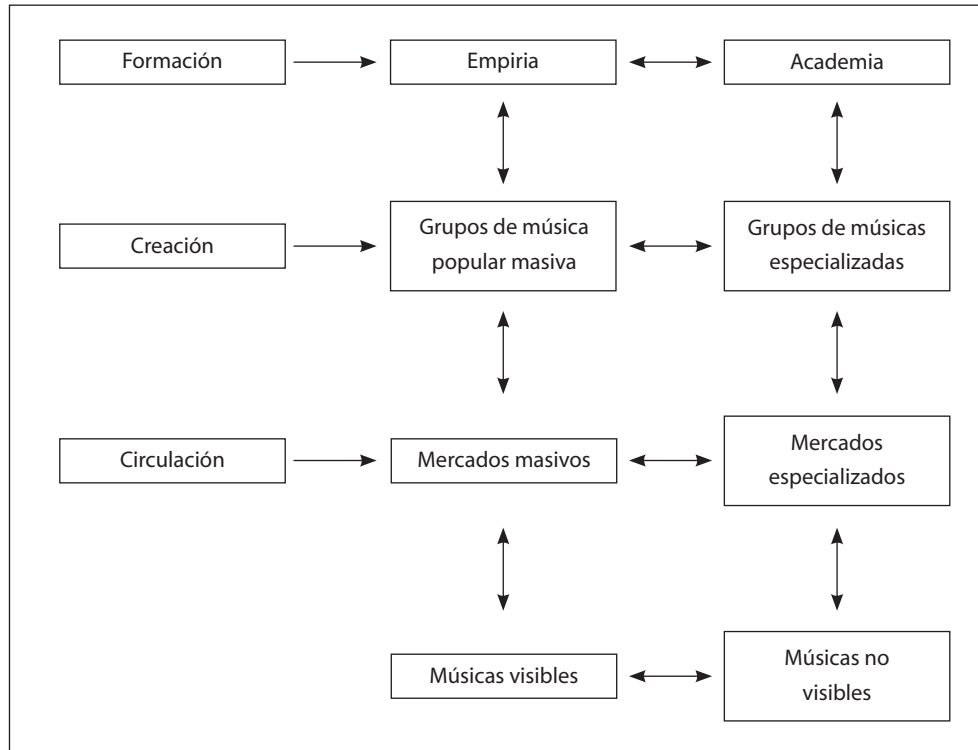 Formación
Empiria
Academia
Creación
Grupos de música
popular masiva
Grupos de músicas
especializadas
Circulación
Mercados masivos
Mercados
especializados
Músicas visibles
Músicas no
visibles